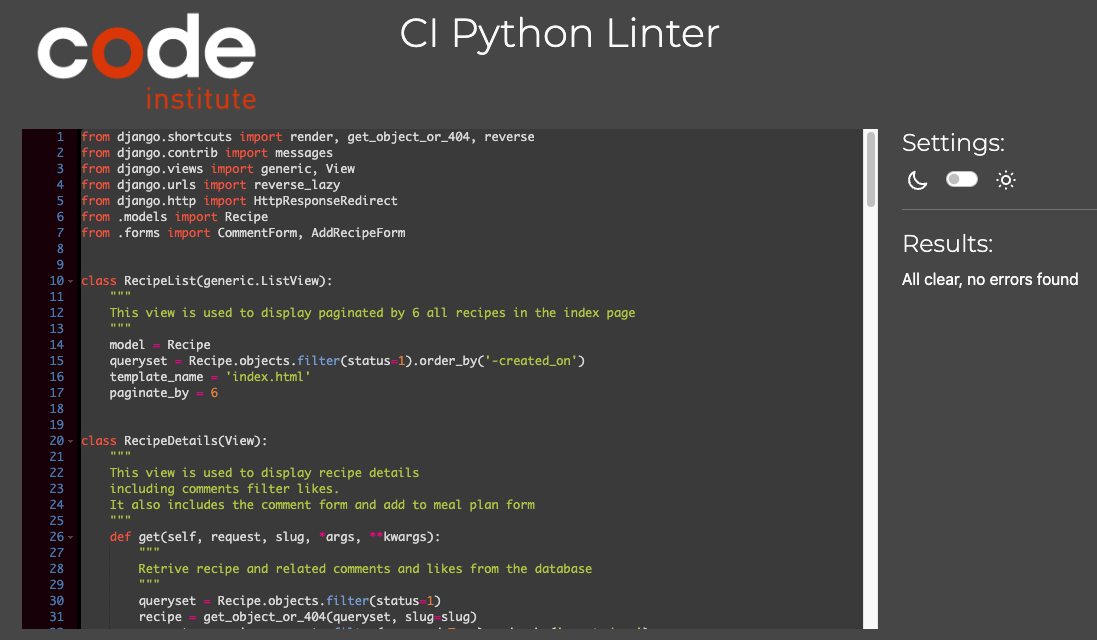 code
institute
CI Python Linter
1 from django.shortcuts import render, get_object_or_404, reverse
2 from django.contrib import messages
3 from django.views import generic, View
4 from django.urls import reverse_lazy
5 from django.http import HttpResponseRedirect
6 from .models import Recipe
7 from .forms import CommentForm, AddRecipeForm
8
9
10 class RecipeList(generic.ListView):
11     """
12     This view is used to display paginated by 6 all recipes in the index page
13     """
14     model = Recipe
15     queryset = Recipe.objects.filter(status=1).order_by('-created_on')
16     template_name = 'index.html'
17     paginate_by = 6
18
19
20 class RecipeDetails(View):
21     """
22     This view is used to display recipe details
23     including comments filter likes.
24     It also includes the comment form and add to meal plan form
25     """
26     def get(self, request, slug, *args, **kwargs):
27         """
28         Retrive recipe and related comments and likes from the database
29         """
30         queryset = Recipe.objects.filter(status=1)
31         recipe = get_object_or_404(queryset, slug=slug)
Settings:
Results:
All clear, no errors found